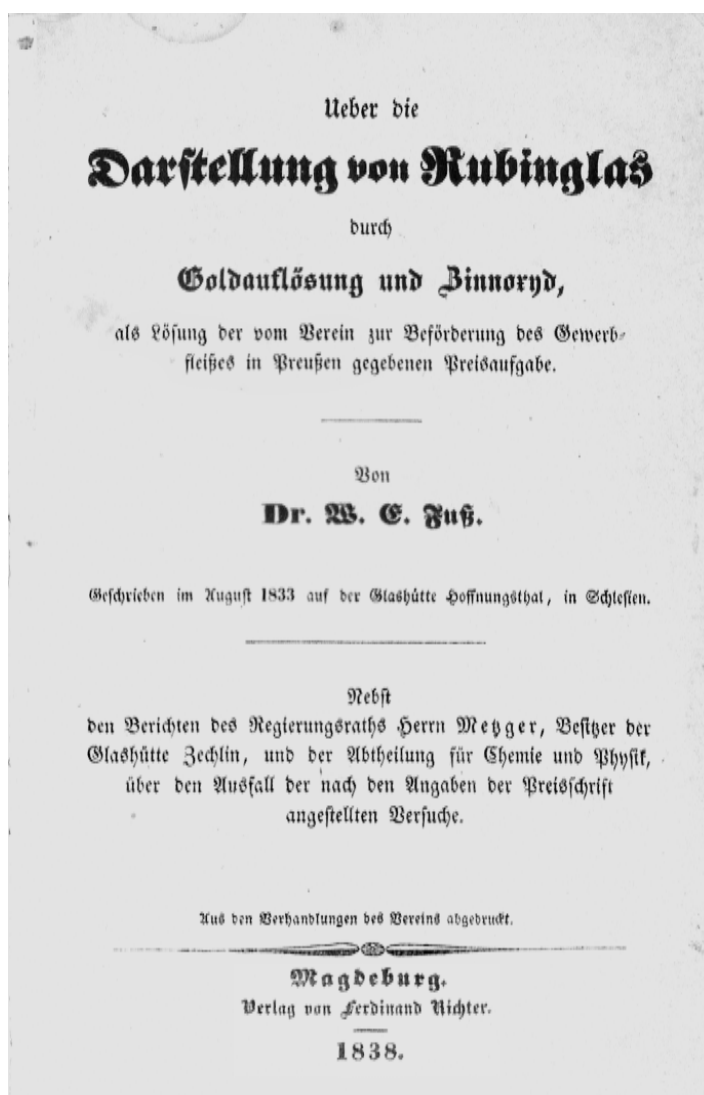 Ueber die
Darstellung von Rubinglas
durch
Goldauflösung und Zinnoxyd,
als Lösung der vom Verein zur Beförderung des Gewerb-
fleißes in Preußen gegebenen Preisaufgabe.
Von
Dr. W. E. Fuß.
Geschrieben im August 1833 auf der Glashütte Hoffnungsthal, in Schlesien.
Nebst
den Berichten des Regierungsraths Herrn Metzger, Besitzer der
Glashütte Zechlin, und der Abtheilung für Chemie und Physik,
über den Ausfall der nach den Angaben der Preisschrift
angestellten Versuche.
Aus den Verhandlungen des Vereins abgedruckt.
Magdeburg.
Verlag von Ferdinand Richter.
1838.